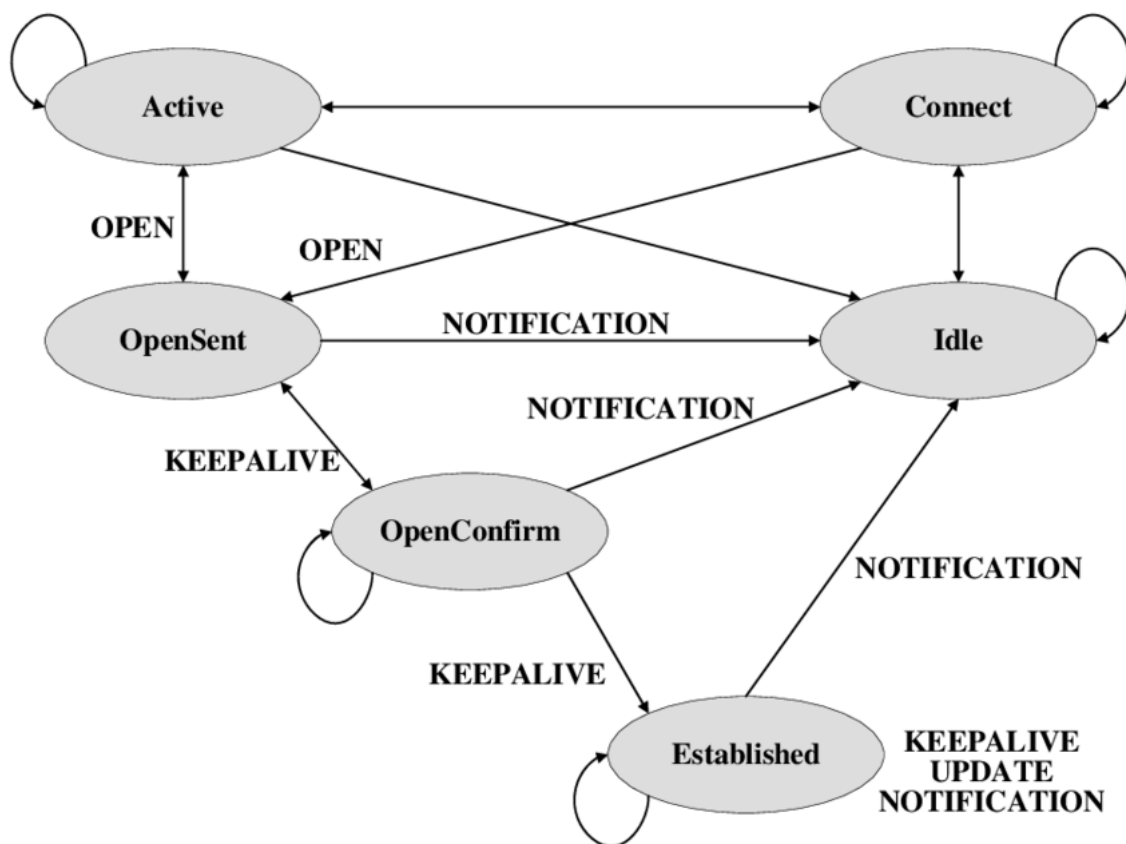 Active
Connect
OPEN
OPEN
OpenSent
NOTIFICATION
Idle
NOTIFICATION
KEEPALIVE
OpenConfirm
NOTIFICATION
KEEPALIVE
Established
KEEPALIVE
UPDATE
NOTIFICATION